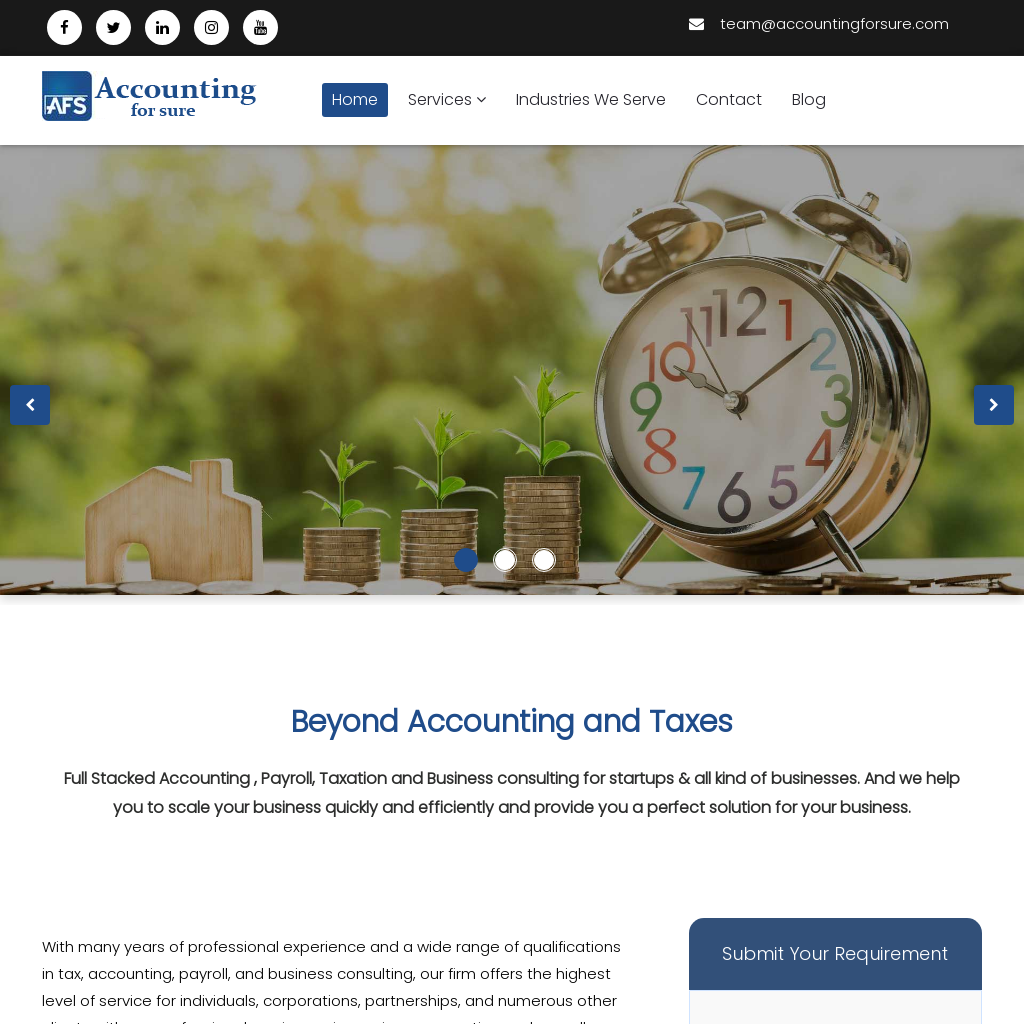 team@accountingforsure.com
AFS
Accounting
for sure
Home
Services
Industries We Serve
Contact
Blog
12
1
2
3
4
5
6
7
8
9
10
11
Beyond Accounting and Taxes
Full Stacked Accounting , Payroll, Taxation and Business consulting for startups & all kind of businesses. And we help
you to scale your business quickly and efficiently and provide you a perfect solution for your business.
With many years of professional experience and a wide range of qualifications
in tax, accounting, payroll, and business consulting, our firm offers the highest
level of service for individuals, corporations, partnerships, and numerous other
Submit Your Requirement